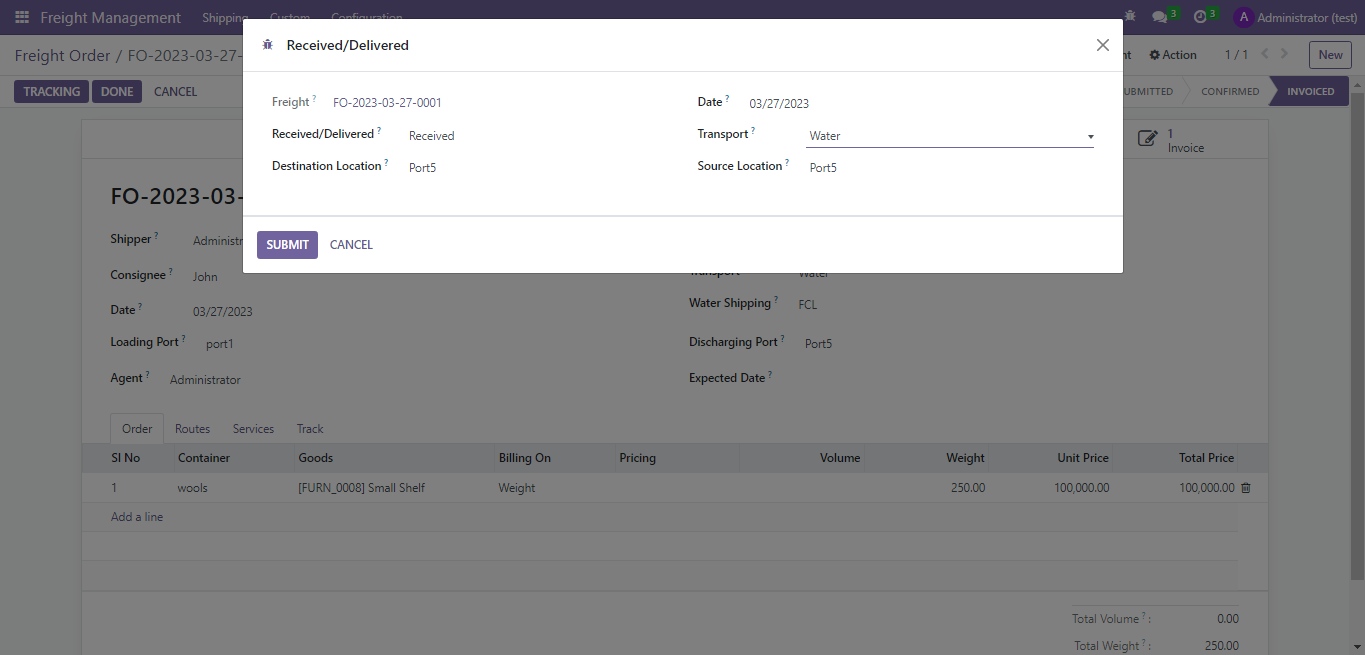 Freight Management Shipping Custom Configuration 3 3 A Administrator (test)
Freight Order / FO-2023-03-27- Action 1 / 1 New
TRACKING DONE CANCEL CONFIRMED INVOICED
Received/Delivered
Freight ? FO-2023-03-27-0001 Date ? 03/27/2023
Received/Delivered ? Received Transport ? Water
Destination Location ? Port5 Source Location ? Port5
SUBMIT CANCEL
1
Invoice
FO-2023-03-
Shipper ? Administr
Transport Water
Consignee ? John
Water Shipping ? FCL
Date ? 03/27/2023
Loading Port ? port1 Discharging Port ? Port5
Agent ? Administrator Expected Date ?
Order Routes Services Track
Sl No Container Goods Billing On Pricing Volume Weight Unit Price Total Price
1 wools [FURN_0008] Small Shelf Weight 250.00 100,000.00 100,000.00
Add a line
Total Volume ? : 0.00
Total Weight ? : 250.00